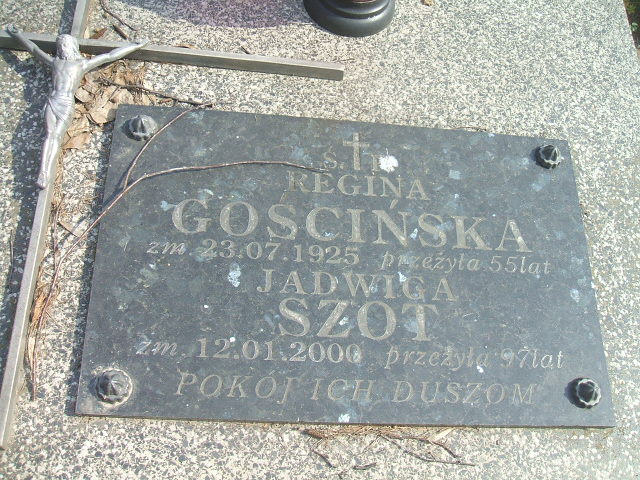 Ś. † P.
REGINA
GOŚCIŃSKA
zm 23.07.1925 przeżyła 55 lat
JADWIGA
SZOT
zm 12.01.2000 przeżyła 97 lat
POKÓJ ICH DUSZOM